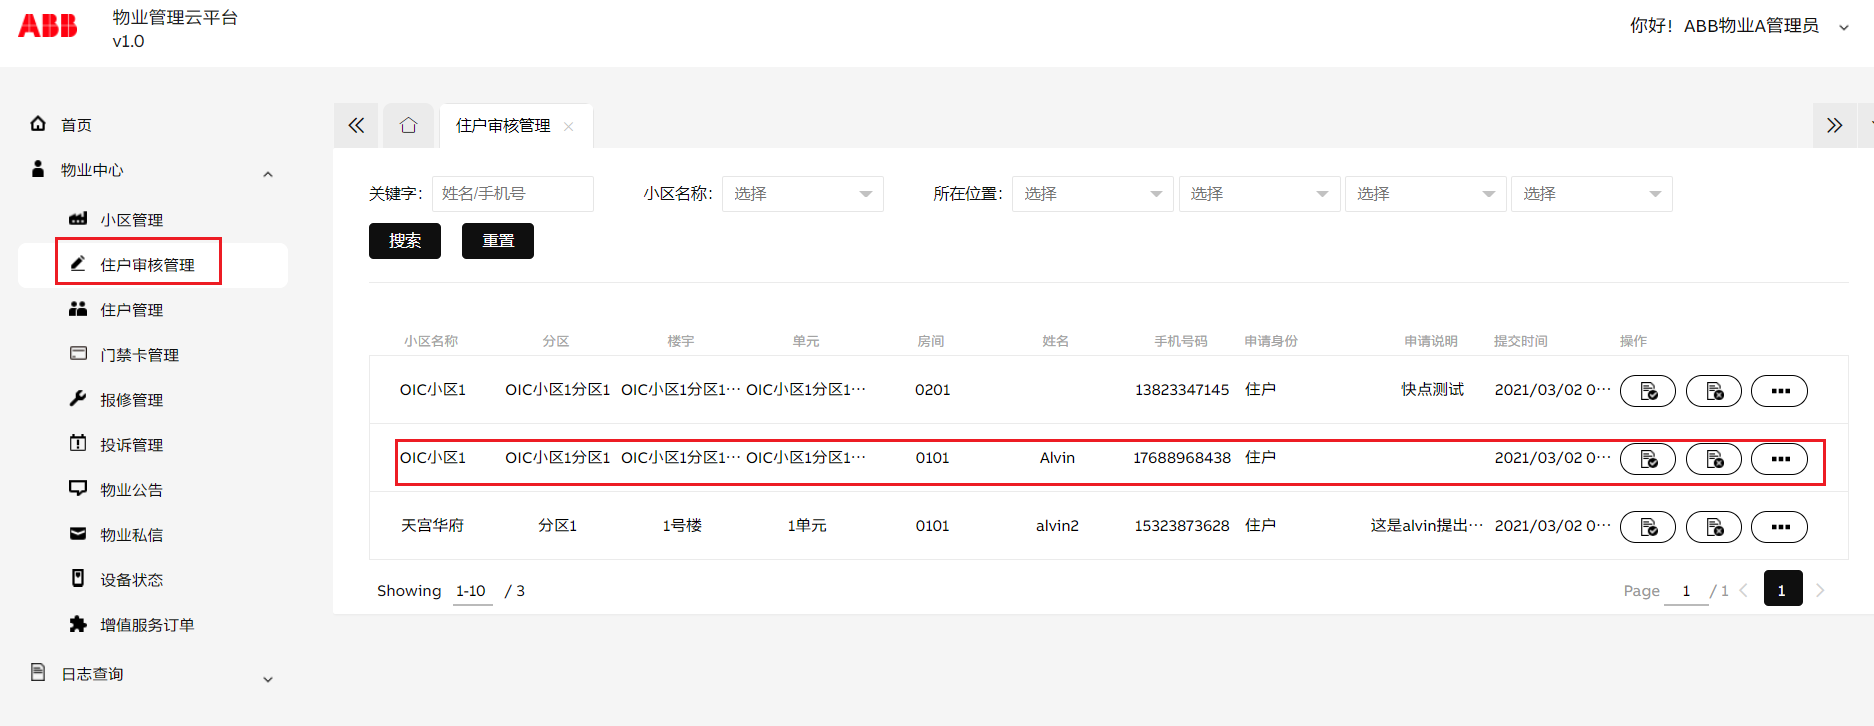 ABB
物业管理云平台
v1.0
你好！ABB物业A管理员
首页
物业中心
小区管理
住户审核管理
住户管理
门禁卡管理
报修管理
投诉管理
物业公告
物业私信
设备状态
增值服务订单
日志查询
住户审核管理
关键字： 姓名/手机号 小区名称： 选择 所在位置： 选择 选择 选择 选择
搜索 重置
小区名称 分区 楼宇 单元 房间 姓名 手机号码 申请身份 申请说明 提交时间 操作
OIC小区1 OIC小区1分区1 OIC小区1分区1··· OIC小区1分区1··· 0201 13823347145 住户 快点测试 2021/03/02 0···
OIC小区1 OIC小区1分区1 OIC小区1分区1··· OIC小区1分区1··· 0101 Alvin 17688968438 住户 2021/03/02 0···
天宫华府 分区1 1号楼 1单元 0101 alvin2 15323873628 住户 这是alvin提出··· 2021/03/02 0···
Showing 1-10 / 3
Page 1 / 1 1